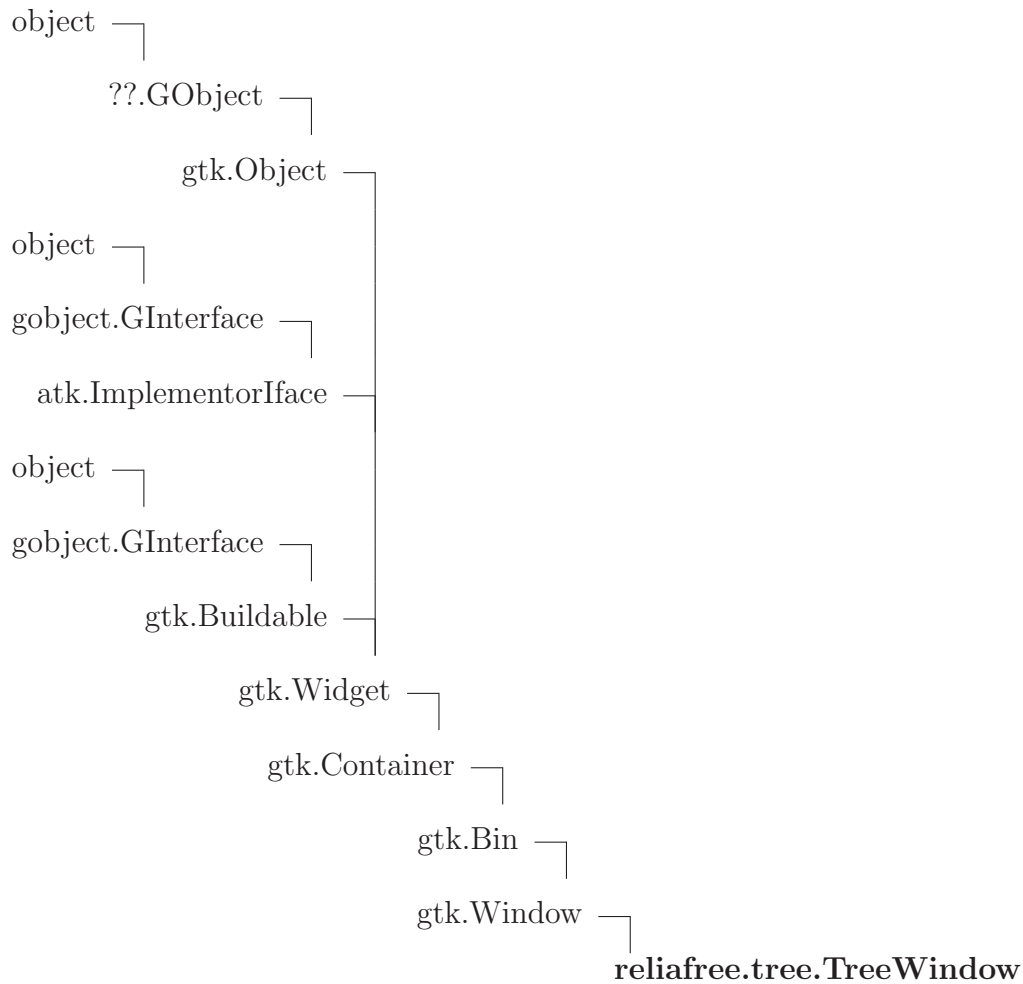 object
??.GObject
gtk.Object
object
gobject.GInterface
atk.ImplementorIface
object
gobject.GInterface
gtk.Buildable
gtk.Widget
gtk.Container
gtk.Bin
gtk.Window
reliafree.tree.TreeWindow